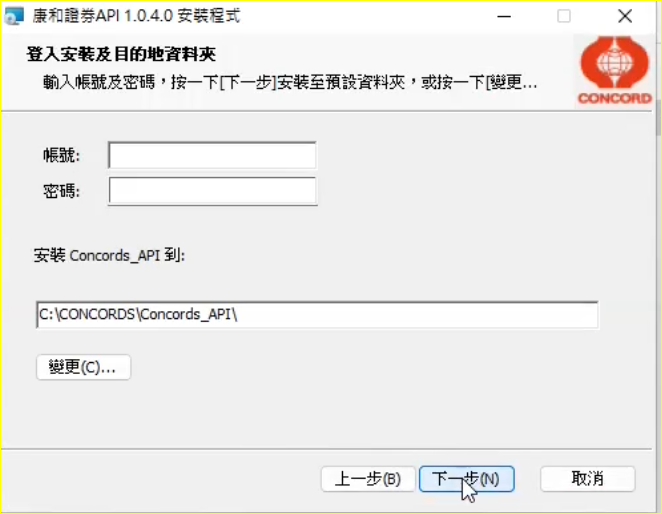 康和證券API 1.0.4.0 安裝程式
登入安裝及目的地資料夾
輸入帳號及密碼，按一下[下一步]安裝至預設資料夾，或按一下[變更...
CONCORD
帳號:
密碼:
安裝 Concords_API 到:
C:\CONCORDS\Concords_API\
變更(C)...
上一步(B) 下一步(N) 取消